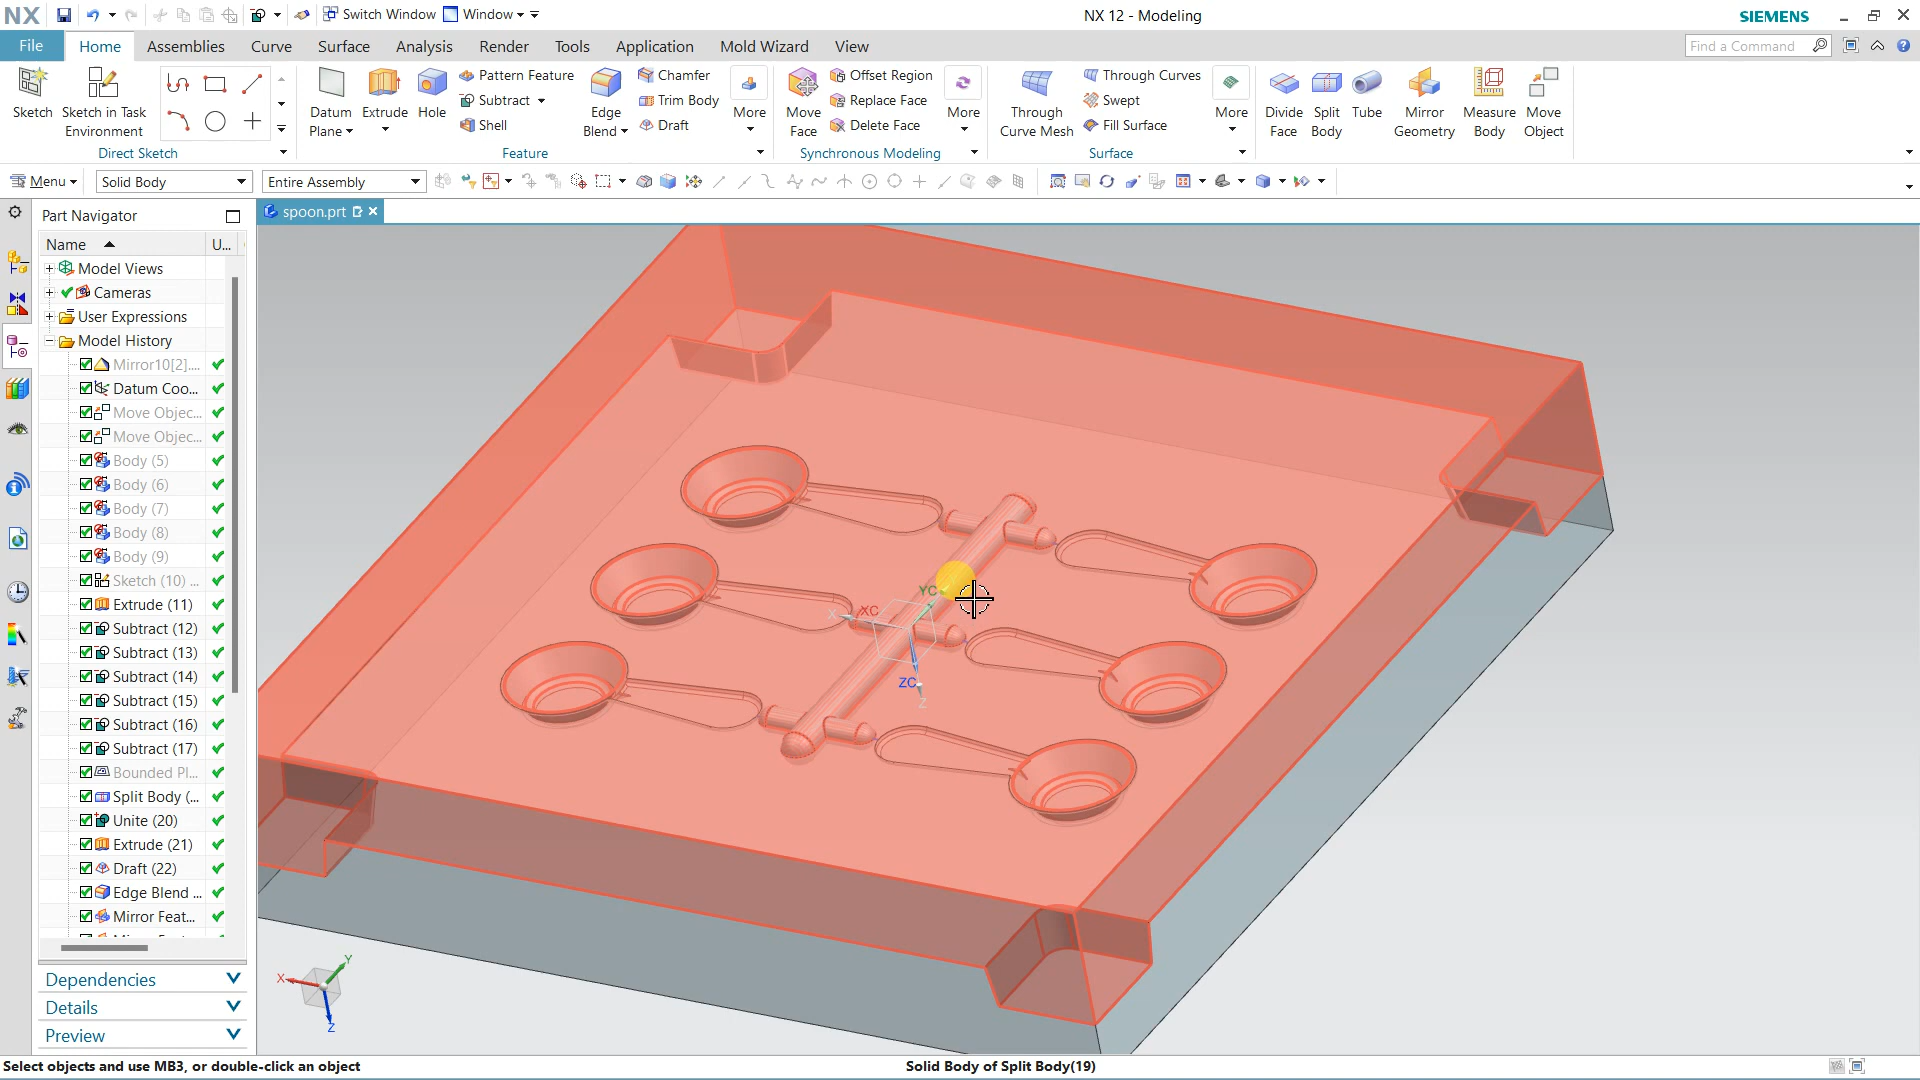 NX
Switch Window
Window
NX 12 - Modeling
SIEMENS
File
Home
Assemblies
Curve
Surface
Analysis
Render
Tools
Application
Mold Wizard
View
Find a Command
Sketch
Sketch in Task
Environment
Direct Sketch
Datum
Plane
Extrude
Hole
Pattern Feature
Subtract
Shell
Edge
Blend
Chamfer
Trim Body
Draft
More
Feature
Move
Face
Offset Region
Replace Face
Delete Face
More
Synchronous Modeling
Through
Curve Mesh
Through Curves
Swept
Fill Surface
More
Surface
Divide
Face
Split
Body
Tube
Mirror
Geometry
Measure
Body
Move
Object
Menu
Solid Body
Entire Assembly
Part Navigator
spoon.prt
Name
U...
Model Views
Cameras
User Expressions
Model History
Mirror10[2]....
Datum Coo...
Move Objec...
Move Objec...
Body (5)
Body (6)
Body (7)
Body (8)
Body (9)
Sketch (10) ...
Extrude (11)
Subtract (12)
Subtract (13)
Subtract (14)
Subtract (15)
Subtract (16)
Subtract (17)
Bounded Pl...
Split Body (...
Unite (20)
Extrude (21)
Draft (22)
Edge Blend ...
Mirror Feat...
Dependencies
Details
Preview
YC
X
XC
ZC
Z
Y
X
Z
Select objects and use MB3, or double-click an object
Solid Body of Split Body(19)